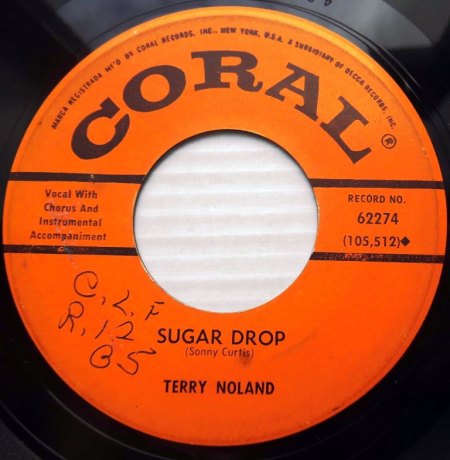 MARCA REGISTRADA MF'D. BY CORAL RECORDS, INC., NEW YORK, U.S.A. A SUBSIDIARY OF DECCA RECORDS, INC.
CORAL®
Vocal With
Chorus And
Instrumental
Accompaniment
RECORD NO.
62274
(105,512)◆
C.L.F
R.12
BS
SUGAR DROP
(Sonny Curtis)
TERRY NOLAND